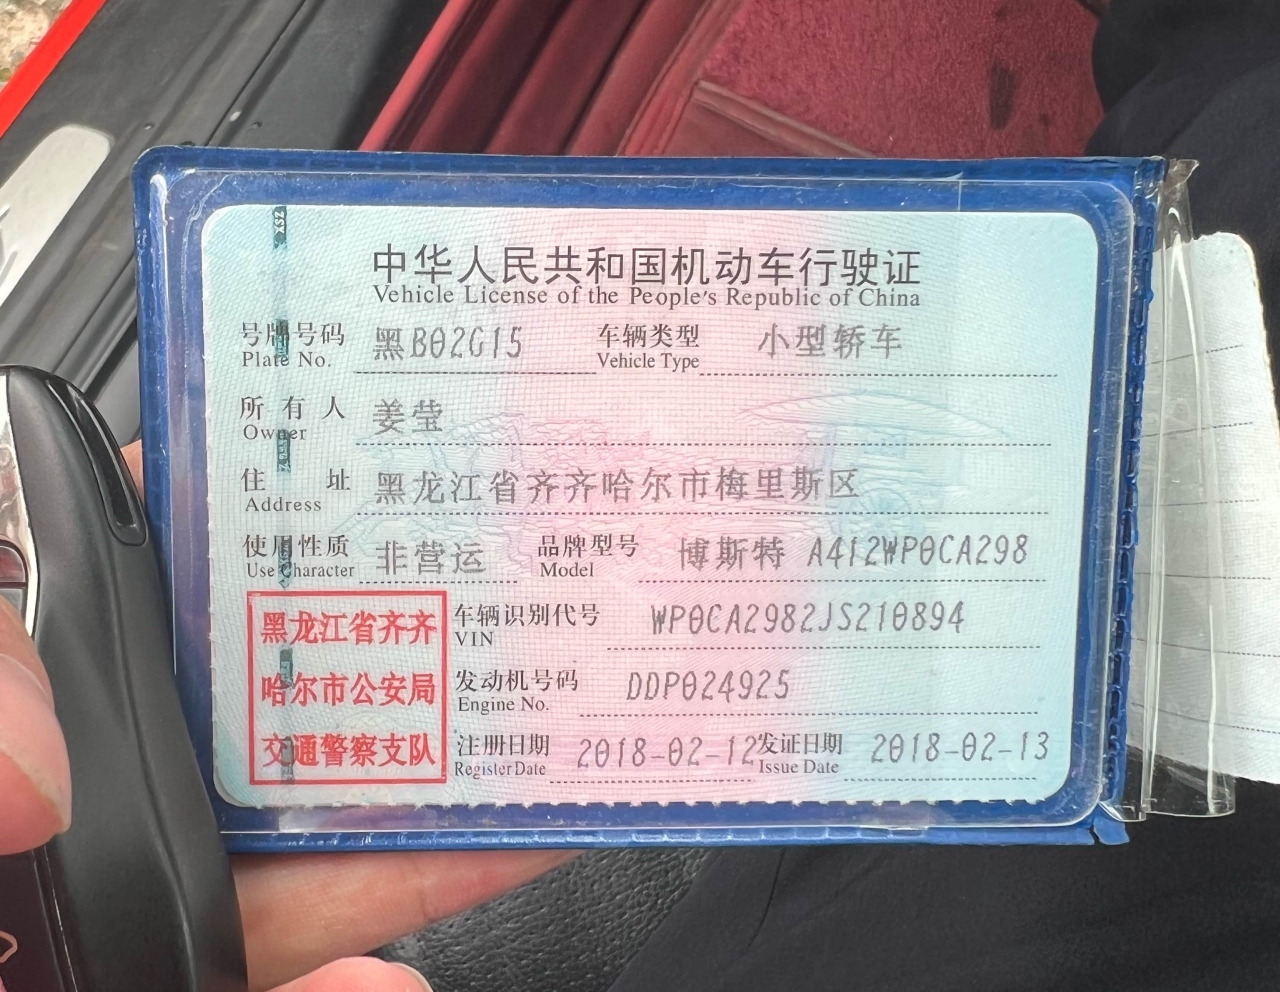 中华人民共和国机动车行驶证
Vehicle License of the People's Republic of China
号牌号码 黑B02G15 车辆类型 小型轿车
Plate No. Vehicle Type
所有人 姜莹
Owner
住址 黑龙江省齐齐哈尔市梅里斯区
Address
使用性质 非营运 品牌型号 博斯特 A412WP0CA298
Use Character Model
黑龙江省齐齐
哈尔市公安局
交通警察支队
车辆识别代号 WP0CA2982JS210894
VIN
发动机号码 DDP024925
Engine No.
注册日期 2018-02-12 发证日期 2018-02-13
Register Date Issue Date